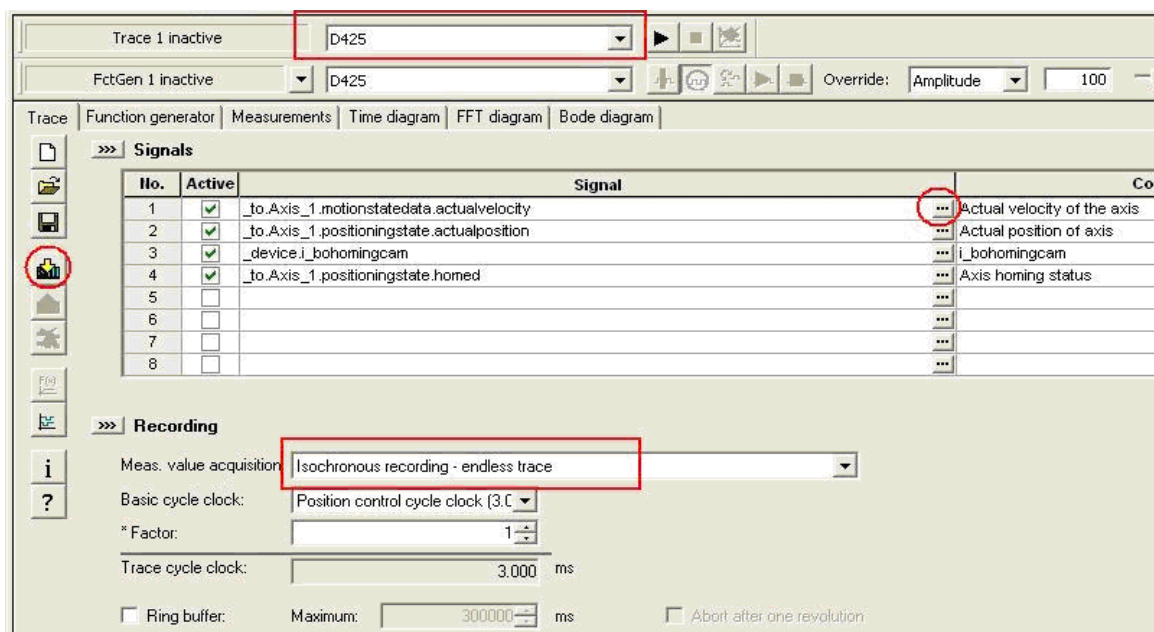 Trace 1 inactive D425
FctGen 1 inactive D425 Override: Amplitude 100
Trace Function generator Measurements Time diagram FFT diagram Bode diagram
>>> Signals
No. Active Signal Co
1 _to.Axis_1.motionstatedata.actualvelocity ... Actual velocity of the axis
2 _to.Axis_1.positioningstate.actualposition ... Actual position of axis
3 _device.i_bohomingcam ... i_bohomingcam
4 _to.Axis_1.positioningstate.homed ... Axis homing status
5 ...
6 ...
7 ...
8 ...
>>> Recording
Meas. value acquisition Isochronous recording - endless trace
Basic cycle clock: Position control cycle clock (3.0
* Factor: 1
Trace cycle clock: 3.000 ms
Ring buffer: Maximum: 300000 ms Abort after one revolution
i
?